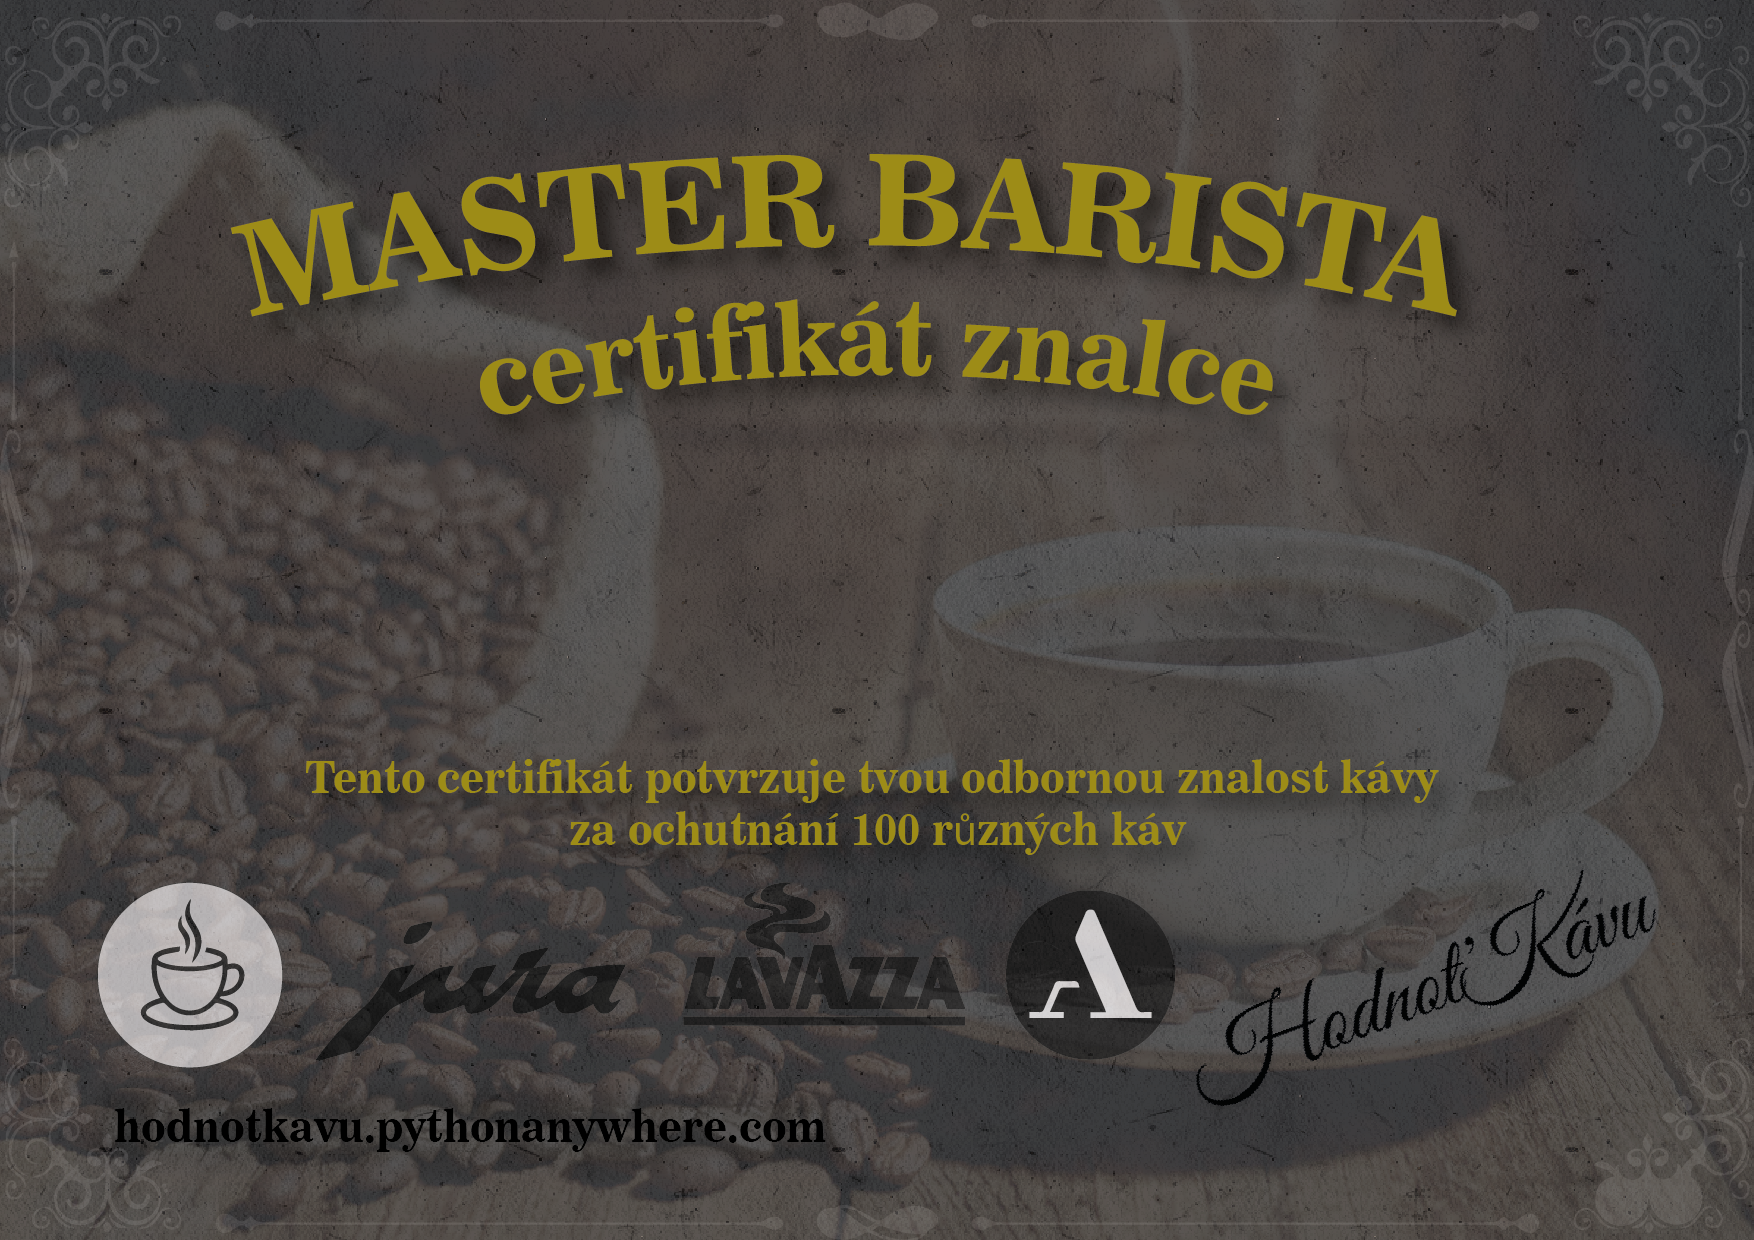 MASTER BARISTA
certifikát znalce
Tento certifikát potvrzuje tvou odbornou znalost kávy
za ochutnání 100 různých káv
jura
LAVAZZA
A
Hodnoť Kávu
hodnotkavu.pythonanywhere.com